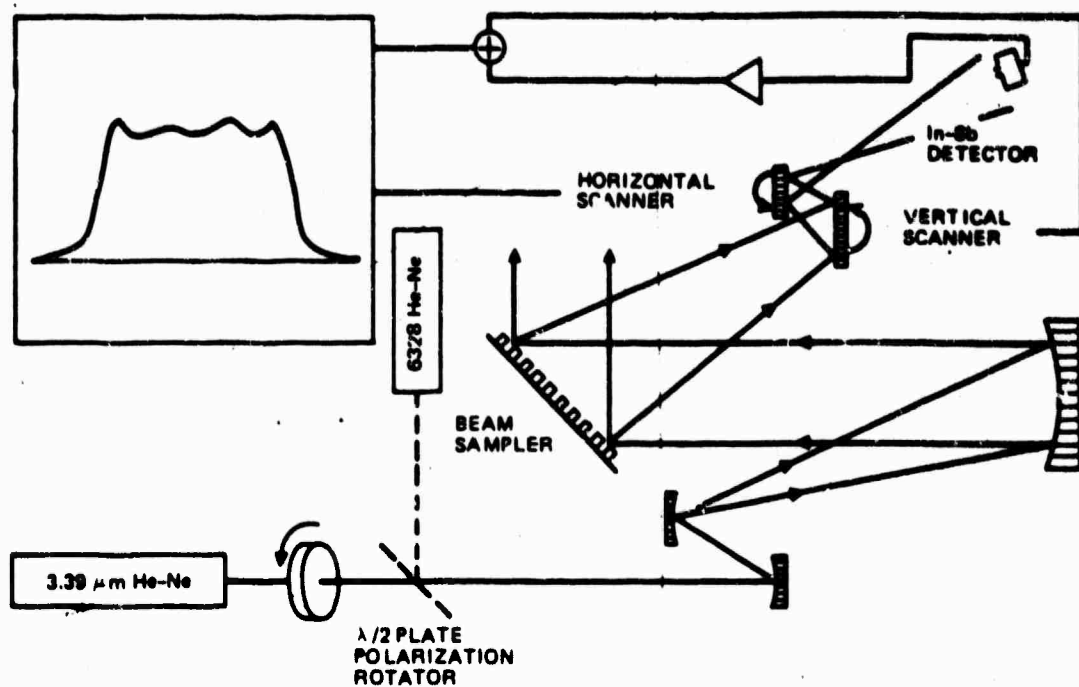 In-Sb
DETECTOR
HORIZONTAL
SCANNER
VERTICAL
SCANNER
6328 He-Ne
BEAM
SAMPLER
3.39 μm He-Ne
λ/2 PLATE
POLARIZATION
ROTATOR